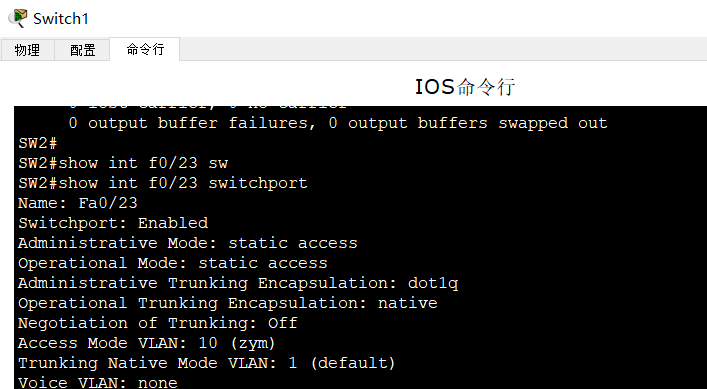 Switch1
物理 配置 命令行
IOS命令行
0 output buffer failures, 0 output buffers swapped out
SW2#
SW2#show int f0/23 sw
SW2#show int f0/23 switchport
Name: Fa0/23
Switchport: Enabled
Administrative Mode: static access
Operational Mode: static access
Administrative Trunking Encapsulation: dot1q
Operational Trunking Encapsulation: native
Negotiation of Trunking: Off
Access Mode VLAN: 10 (zym)
Trunking Native Mode VLAN: 1 (default)
Voice VLAN: none